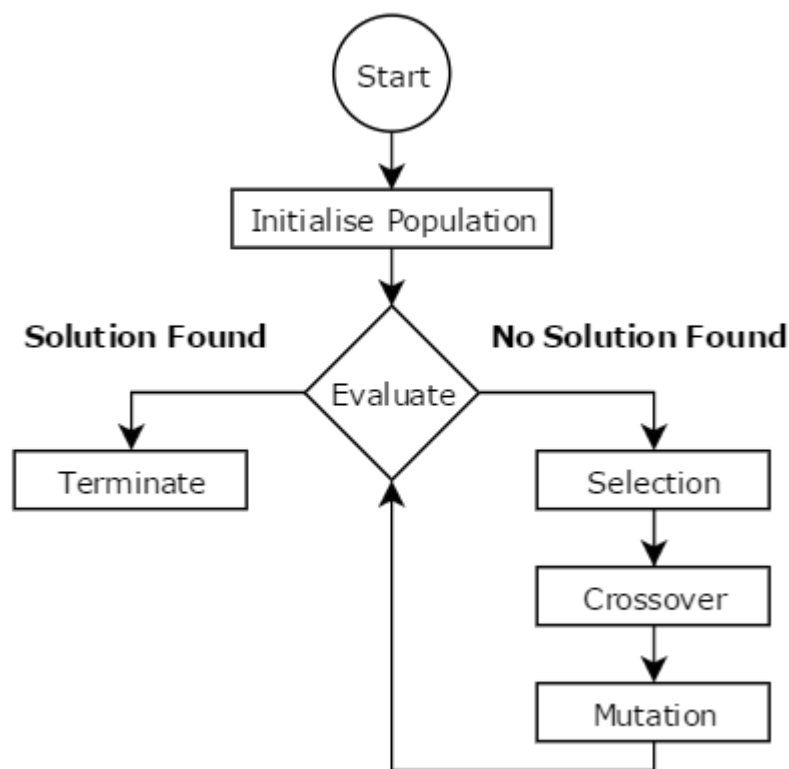 Start
Initialise Population
Solution Found
No Solution Found
Evaluate
Terminate
Selection
Crossover
Mutation